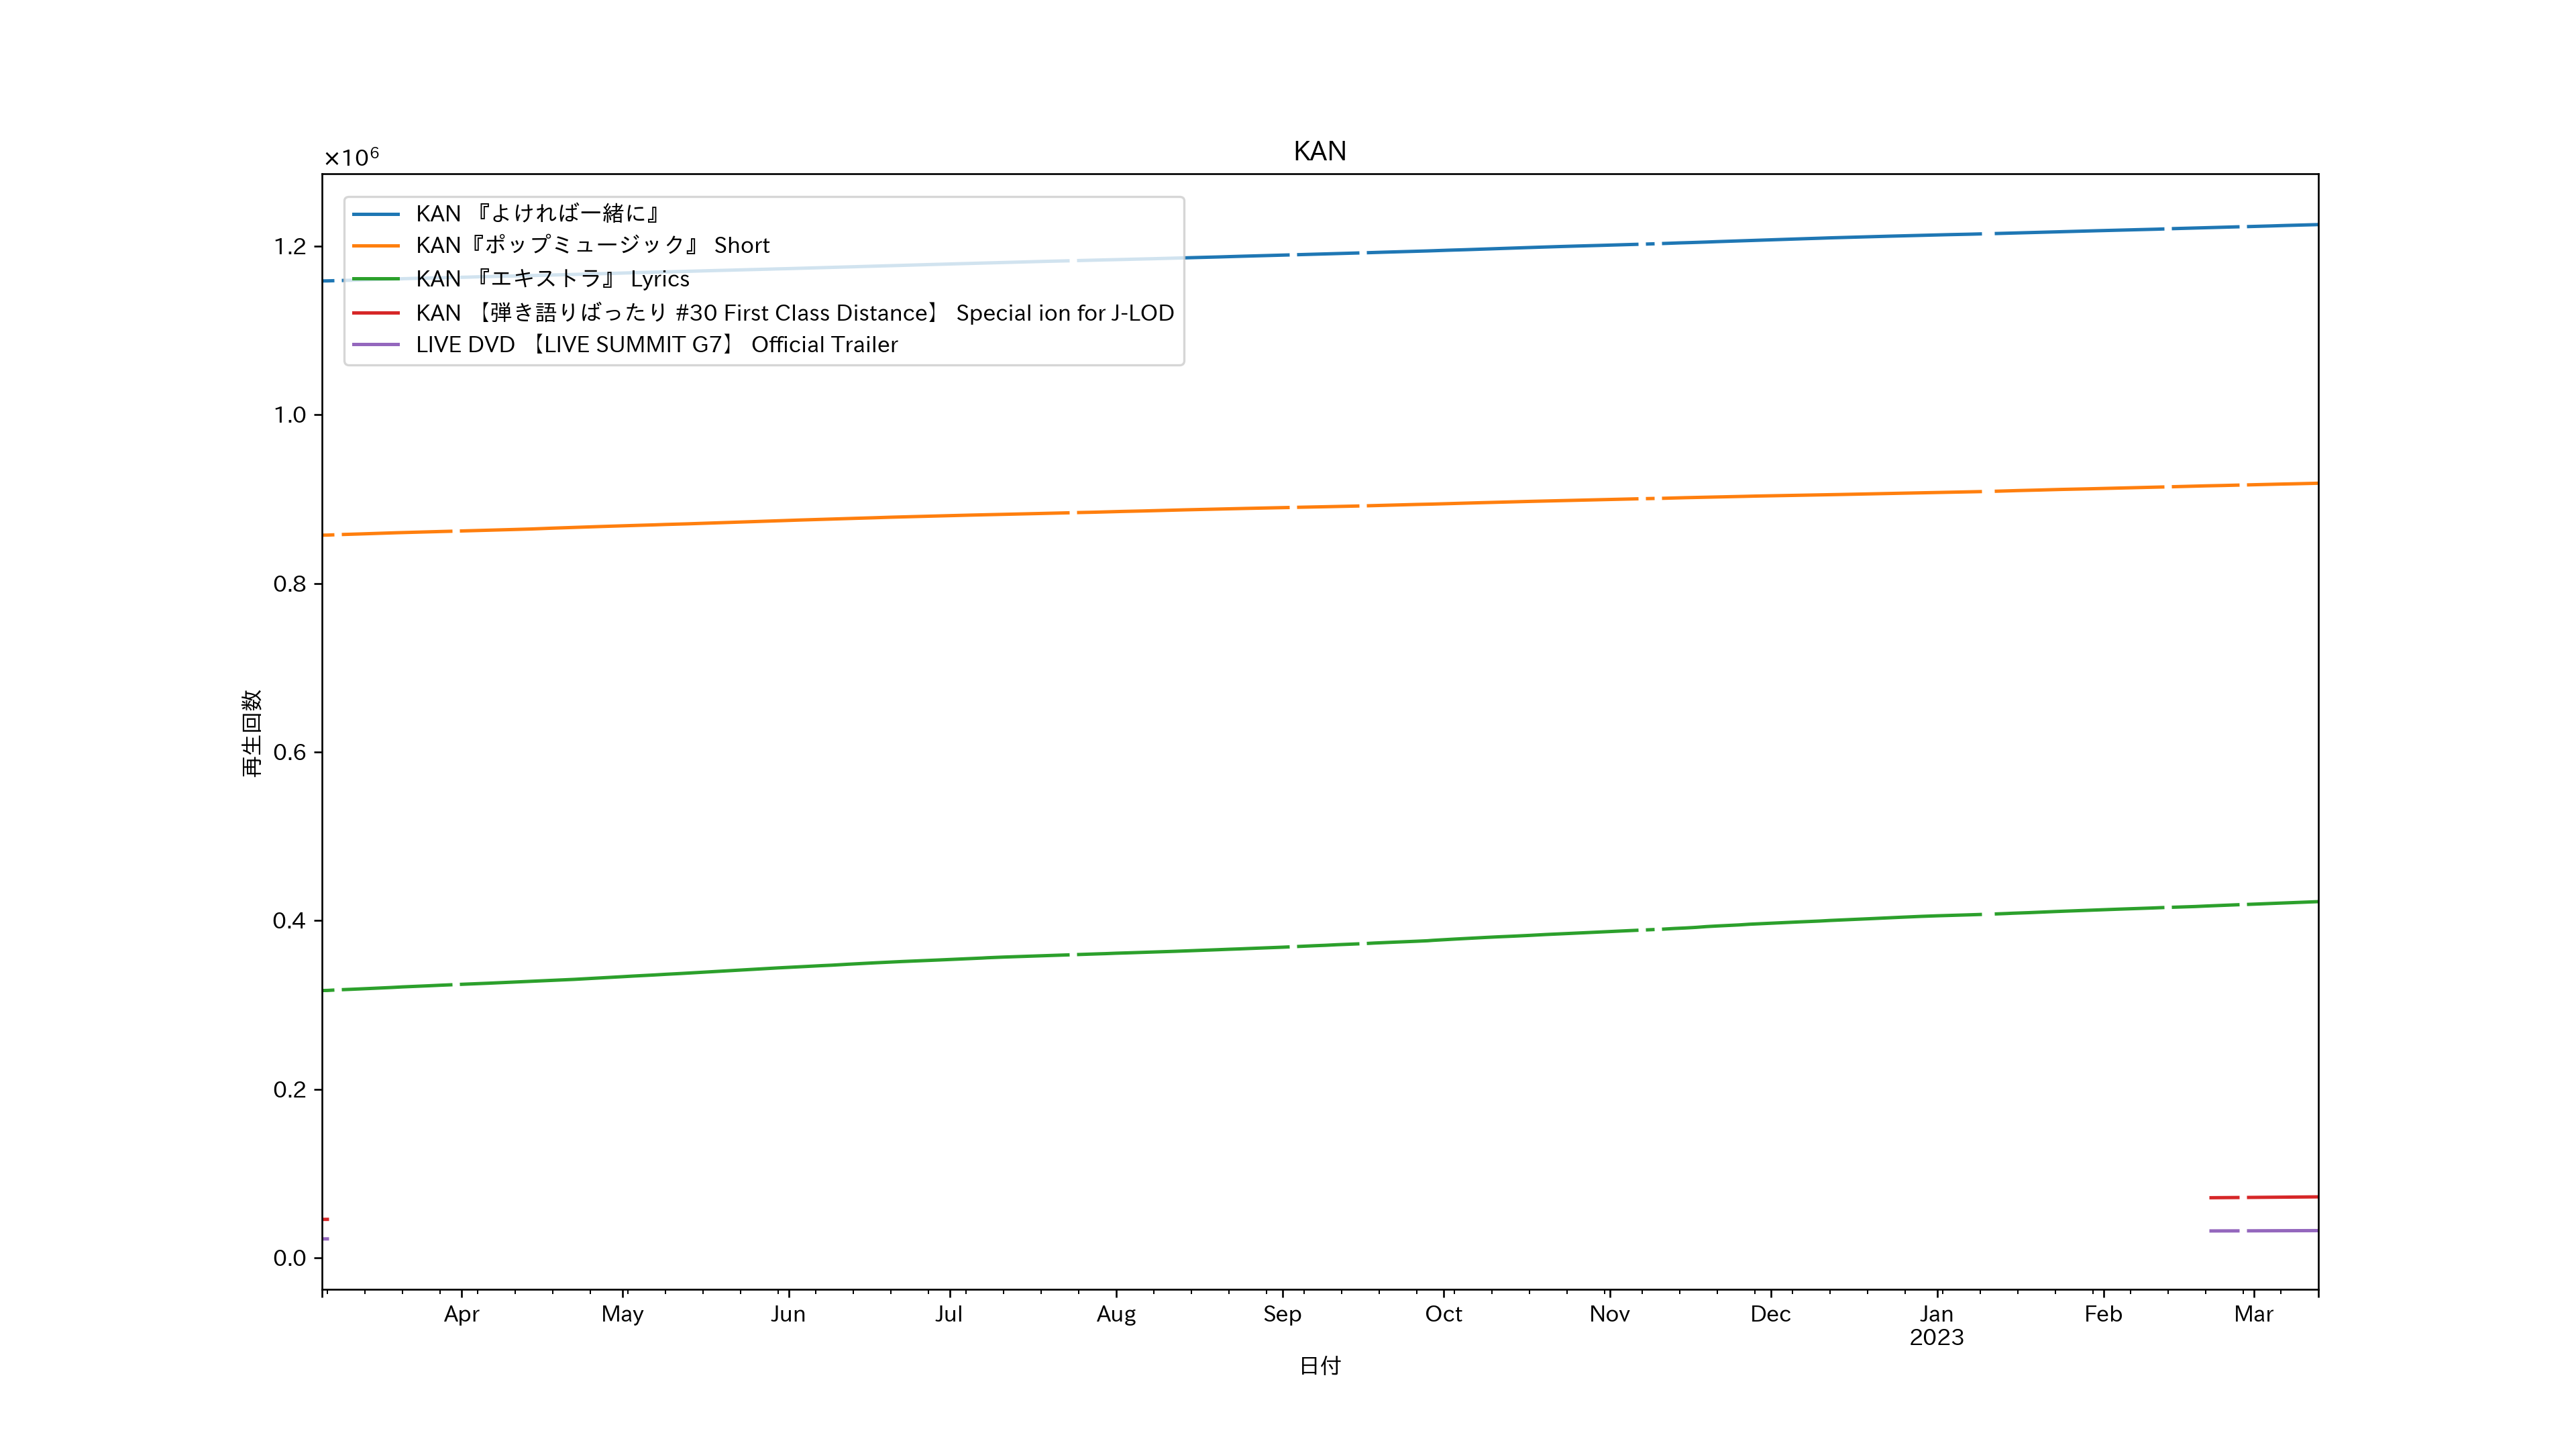 KAN
×10⁶
KAN 『よければ一緒に』
KAN『ポップミュージック』 Short
KAN 『エキストラ』 Lyrics
KAN 【弾き語りばったり #30 First Class Distance】 Special ion for J-LOD
LIVE DVD 【LIVE SUMMIT G7】 Official Trailer
1.2
1.0
0.8
0.6
0.4
0.2
0.0
再生回数
Apr May Jun Jul Aug Sep Oct Nov Dec Jan Feb Mar
2023
日付